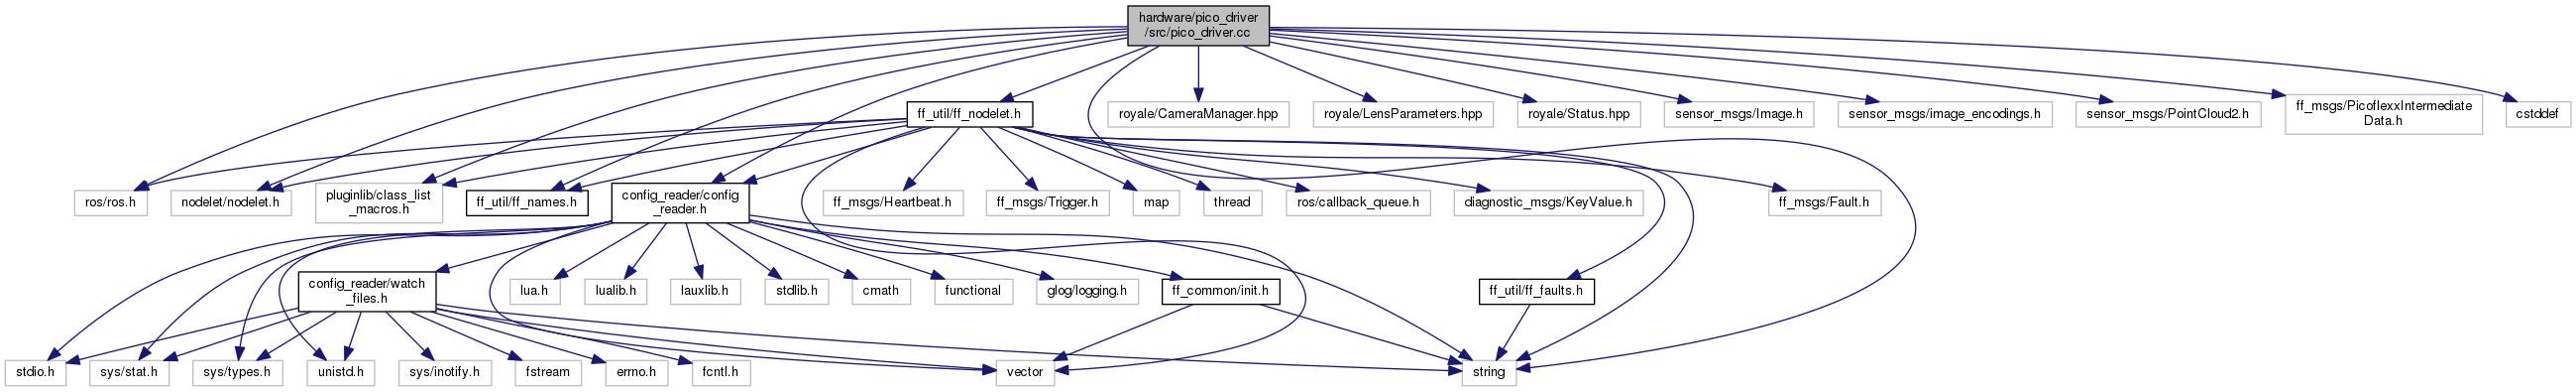 hardware/pico_driver
/src/pico_driver.cc
ff_util/ff_nodelet.h
royale/CameraManager.hpp
royale/LensParameters.hpp
royale/Status.hpp
sensor_msgs/Image.h
sensor_msgs/image_encodings.h
sensor_msgs/PointCloud2.h
ff_msgs/PicoflexxIntermediate
Data.h
cstddef
ros/ros.h
nodelet/nodelet.h
pluginlib/class_list
_macros.h
ff_util/ff_names.h
config_reader/config
_reader.h
ff_msgs/Heartbeat.h
ff_msgs/Trigger.h
map
thread
ros/callback_queue.h
diagnostic_msgs/KeyValue.h
ff_msgs/Fault.h
config_reader/watch
_files.h
lua.h
lualib.h
lauxlib.h
stdlib.h
cmath
functional
glog/logging.h
ff_common/init.h
ff_util/ff_faults.h
stdio.h
sys/stat.h
sys/types.h
unistd.h
sys/inotify.h
fstream
errno.h
fcntl.h
vector
string